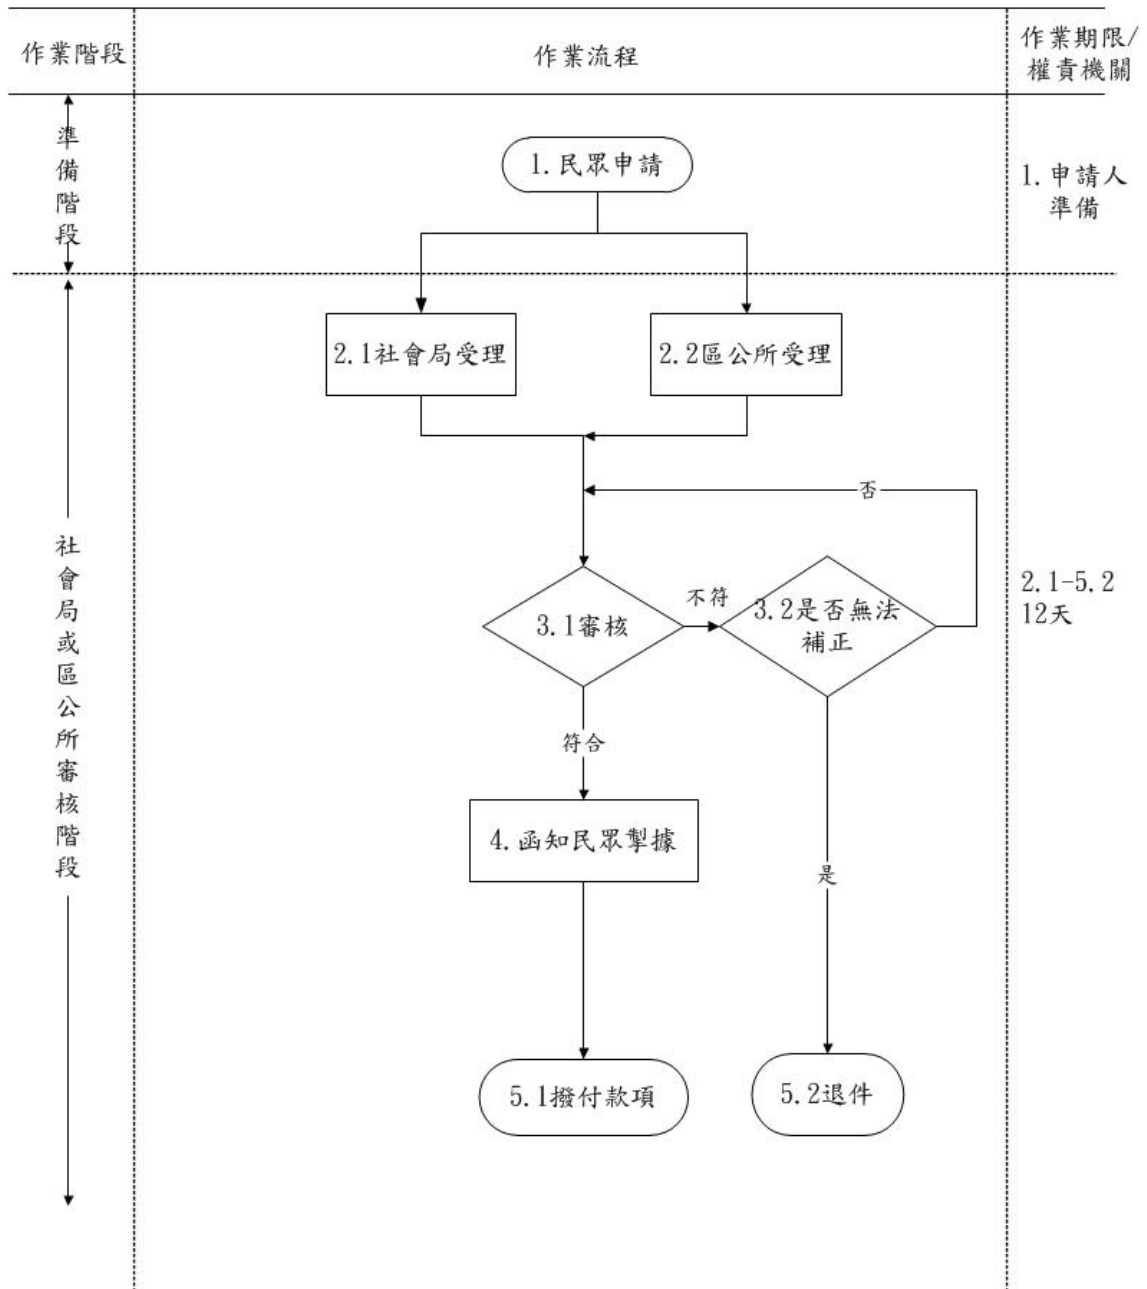 作業階段
作業流程
作業期限/
權責機關
準備階段
1.民眾申請
1.申請人
準備
社會局或區公所審核階段
2.1社會局受理
2.2區公所受理
否
3.1審核
不符
3.2是否無法
補正
2.1-5.2
12天
符合
4.函知民眾掣據
是
5.1撥付款項
5.2退件